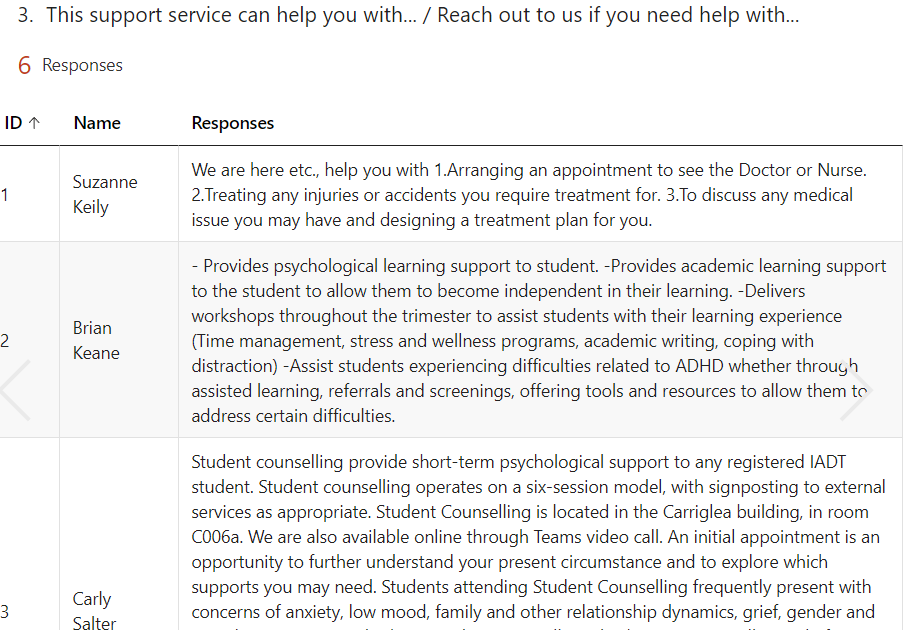 3. This support service can help you with... / Reach out to us if you need help with...
6 Responses
ID ↑ Name Responses
1
Suzanne
Keily
We are here etc., help you with 1.Arranging an appointment to see the Doctor or Nurse.
2.Treating any injuries or accidents you require treatment for. 3.To discuss any medical
issue you may have and designing a treatment plan for you.
2
Brian
Keane
- Provides psychological learning support to student. -Provides academic learning support
to the student to allow them to become independent in their learning. -Delivers
workshops throughout the trimester to assist students with their learning experience
(Time management, stress and wellness programs, academic writing, coping with
distraction) -Assist students experiencing difficulties related to ADHD whether through
assisted learning, referrals and screenings, offering tools and resources to allow them to
address certain difficulties.
3
Carly
Salter
Student counselling provide short-term psychological support to any registered IADT
student. Student counselling operates on a six-session model, with signposting to external
services as appropriate. Student Counselling is located in the Carriglea building, in room
C006a. We are also available online through Teams video call. An initial appointment is an
opportunity to further understand your present circumstance and to explore which
supports you may need. Students attending Student Counselling frequently present with
concerns of anxiety, low mood, family and other relationship dynamics, grief, gender and